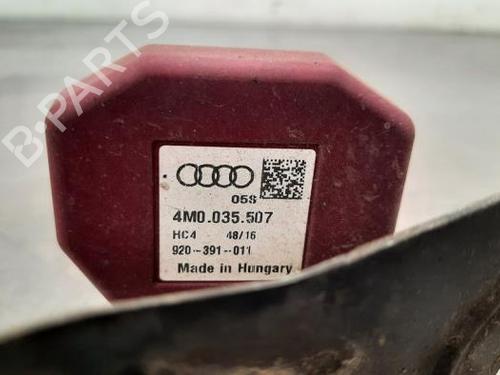 B-PARTS
05S
4M0.035.507
HC4 48/16
920-391-011
Made in Hungary